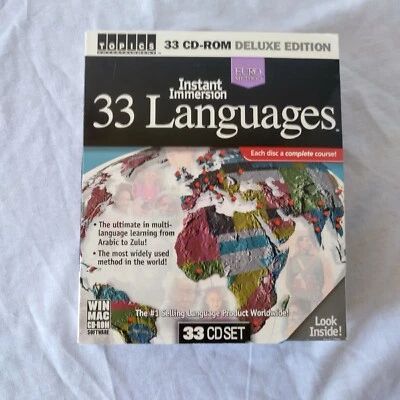 TOPICS
ENTERTAINMENT
33 CD-ROM DELUXE EDITION
EURO
Instant
Immersion
33 Languages™
Each disc a complete course!
• The ultimate in multi-
language learning from
Arabic to Zulu!
• The most widely used
method in the world!
WIN
MAC
CD-ROM
SOFTWARE
The #1 Selling Language Product Worldwide!
33 CD SET
Look
Inside!